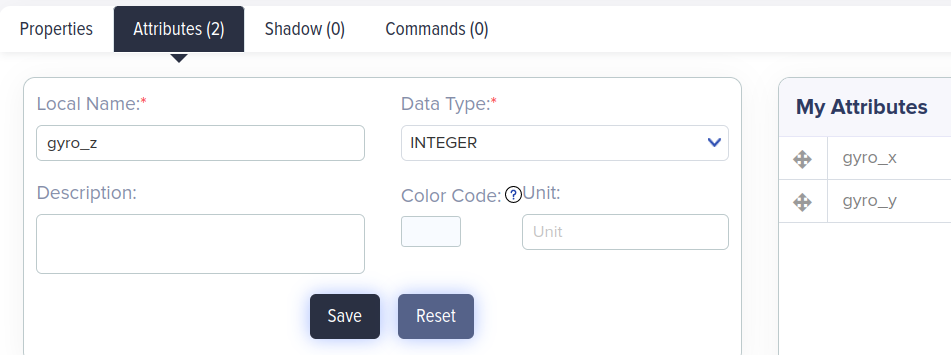 Properties
Attributes (2)
Shadow (0)
Commands (0)
Local Name:*
Data Type:*
gyro_z
INTEGER
Description:
Color Code: ?
Unit:
Unit
Save
Reset
My Attributes
gyro_x
gyro_y